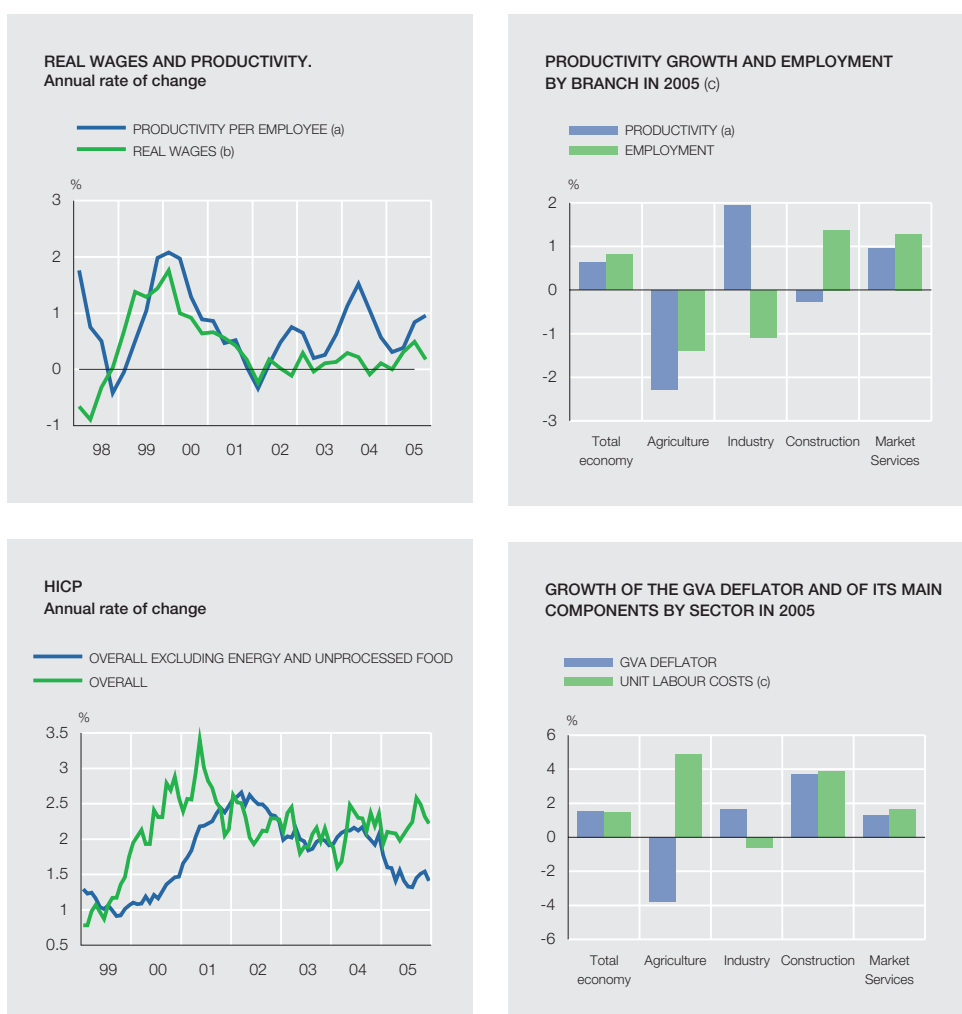 REAL WAGES AND PRODUCTIVITY.
Annual rate of change
PRODUCTIVITY PER EMPLOYEE (a)
REAL WAGES (b)
%
3
2
1
0
-1
98 99 00 01 02 03 04 05
PRODUCTIVITY GROWTH AND EMPLOYMENT
BY BRANCH IN 2005 (c)
PRODUCTIVITY (a)
EMPLOYMENT
%
2
1
0
-1
-2
-3
Total Agriculture Industry Construction Market
economy Services
HICP
Annual rate of change
OVERALL EXCLUDING ENERGY AND UNPROCESSED FOOD
OVERALL
%
3.5
3
2.5
2
1.5
1
0.5
99 00 01 02 03 04 05
GROWTH OF THE GVA DEFLATOR AND OF ITS MAIN
COMPONENTS BY SECTOR IN 2005
GVA DEFLATOR
UNIT LABOUR COSTS (c)
%
6
4
2
0
-2
-4
-6
Total Agriculture Industry Construction Market
economy Services